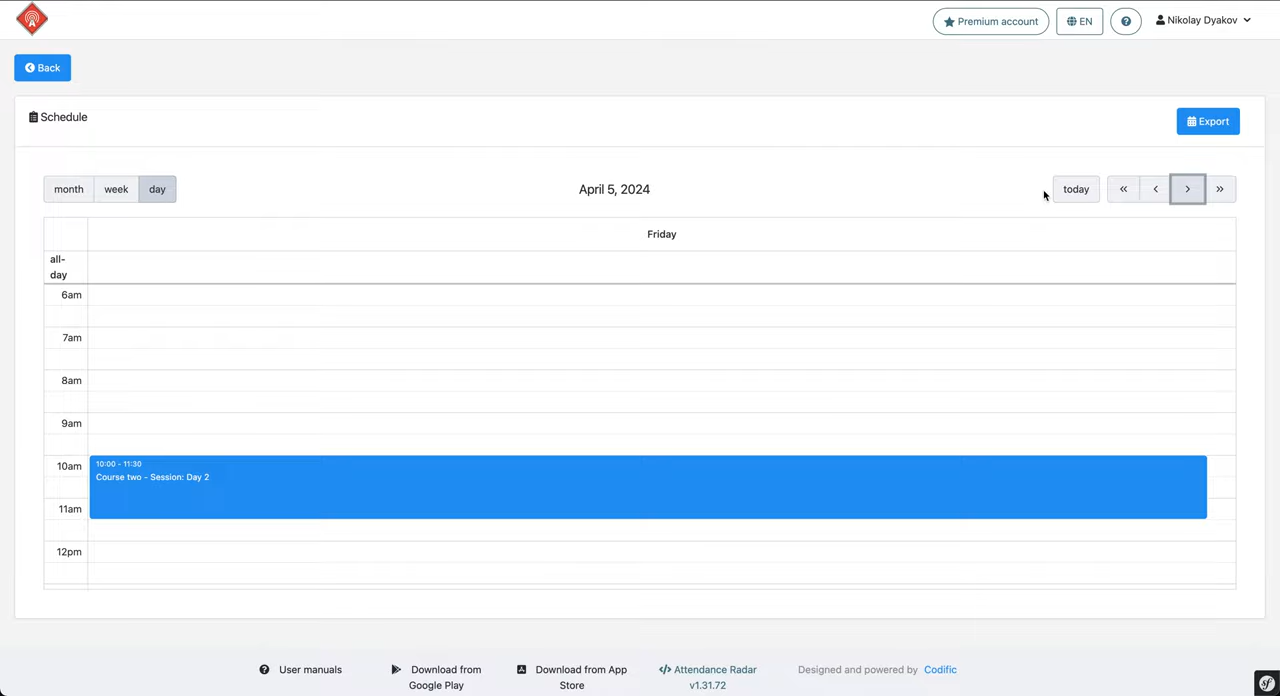 Premium account
EN
Nikolay Dyakov
Back
Schedule
Export
month week day
April 5, 2024
today « ‹ › »
Friday
all-
day
6am
7am
8am
9am
10am
10:00 - 11:30
Course two - Session: Day 2
11am
12pm
User manuals
Download from
Google Play
Download from App
Store
Attendance Radar
v1.31.72
Designed and powered by Codific